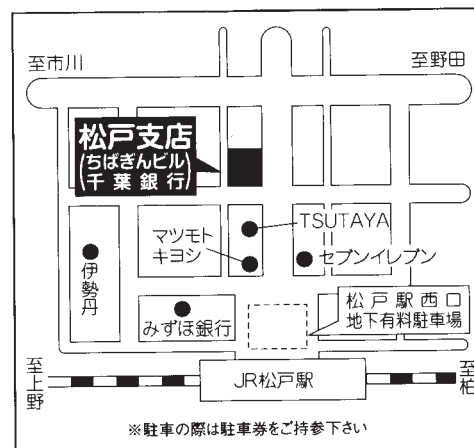 至市川
至野田
松戸支店
(ちばぎんビル)
(千葉銀行)
TSUTAYA
マツモト
キヨシ
セブンイレブン
伊勢丹
みずほ銀行
松戸駅西口
地下有料駐車場
至上野
JR松戸駅
至柏
※駐車の際は駐車券をご持参下さい